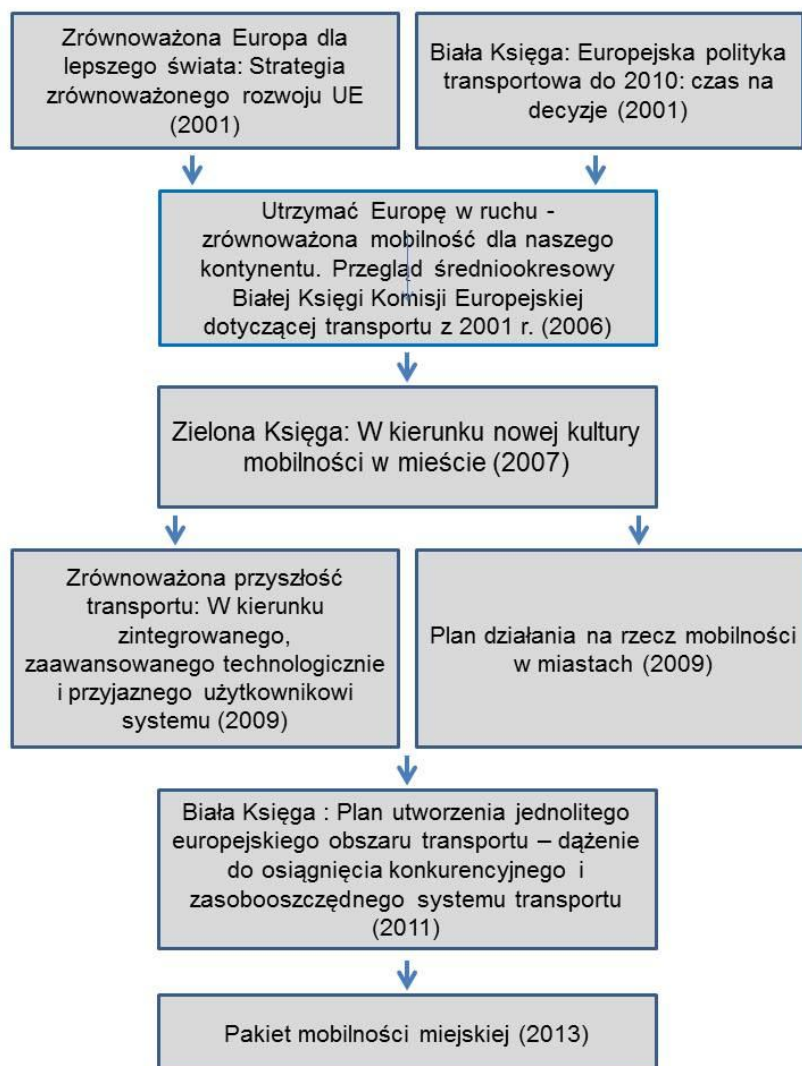 Zrównoważona Europa dla
lepszego świata: Strategia
zrównoważonego rozwoju UE
(2001)
Biała Księga: Europejska polityka
transportowa do 2010: czas na
decyzje (2001)
Utrzymać Europę w ruchu -
zrównoważona mobilność dla naszego
kontynentu. Przegląd średniookresowy
Białej Księgi Komisji Europejskiej
dotyczącej transportu z 2001 r. (2006)
Zielona Księga: W kierunku nowej kultury
mobilności w mieście (2007)
Zrównoważona przyszłość
transportu: W kierunku
zintegrowanego,
zaawansowanego technologicznie
i przyjaznego użytkownikowi
systemu (2009)
Plan działania na rzecz mobilności
w miastach (2009)
Biała Księga : Plan utworzenia jednolitego
europejskiego obszaru transportu – dążenie
do osiągnięcia konkurencyjnego i
zasobooszczędnego systemu transportu
(2011)
Pakiet mobilności miejskiej (2013)